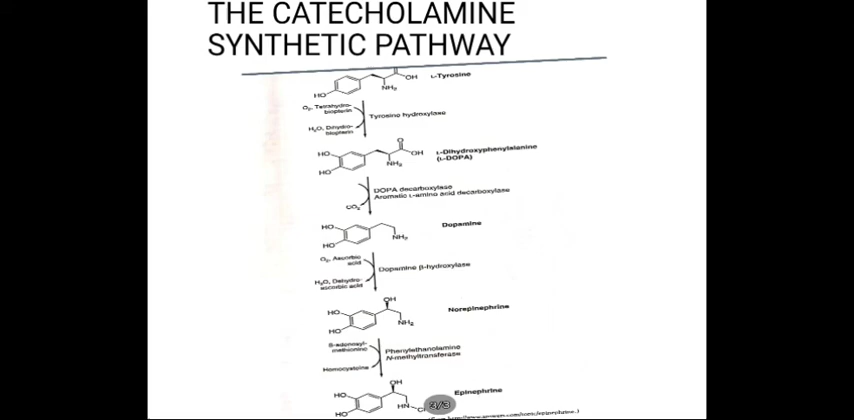 THE CATECHOLAMINE
SYNTHETIC PATHWAY
OH
L-Tyrosine
NH₂
HO
O₂, Tetrahydro-
biopterin
Tyrosine hydroxylase
H₂O, Dihydro-
biopterin
O
HO
OH
L-Dihydroxyphenylalanine
(L-DOPA)
NH₂
HO
DOPA decarboxylase
Aromatic L-amino acid decarboxylase
CO₂
HO
Dopamine
NH₂
HO
O₂, Ascorbic
acid
Dopamine β-hydroxylase
H₂O, Dehydro-
ascorbic acid
OH
HO
Norepinephrine
NH₂
HO
S-adenosyl-
methionine
Phenylethanolamine
N-methyltransferase
Homocysteine
OH
HO
Epinephrine
HN
3/3
HO